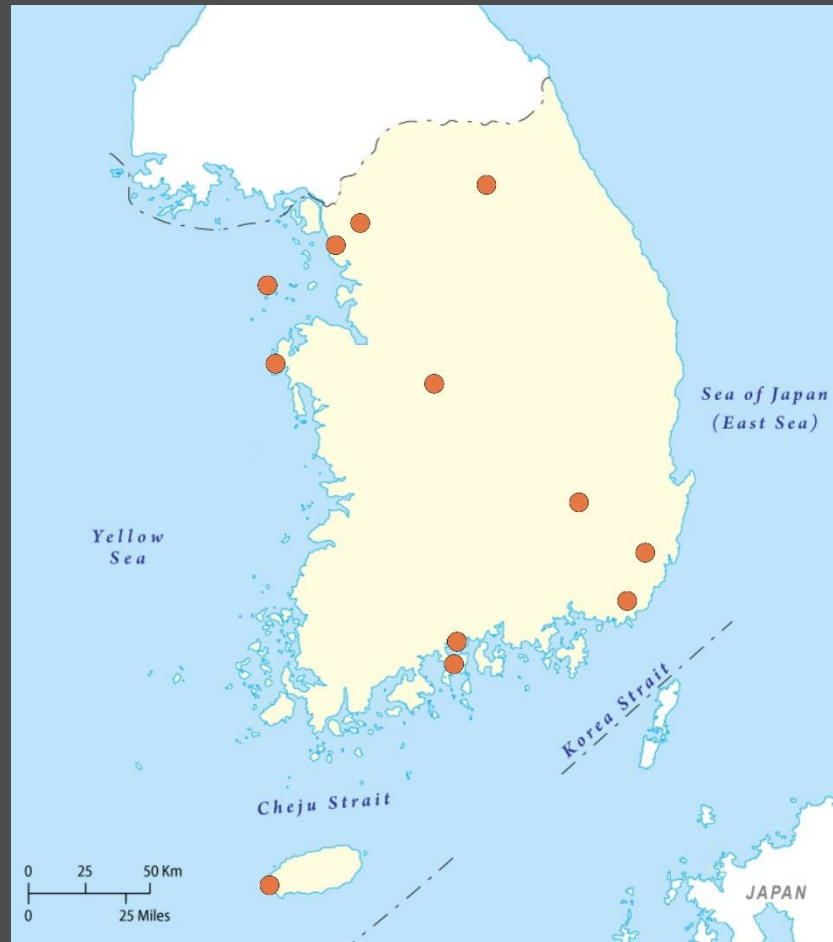 Sea of Japan
(East Sea)
Yellow
Sea
Korea Strait
Cheju Strait
0 25 50 Km
0 25 Miles
JAPAN